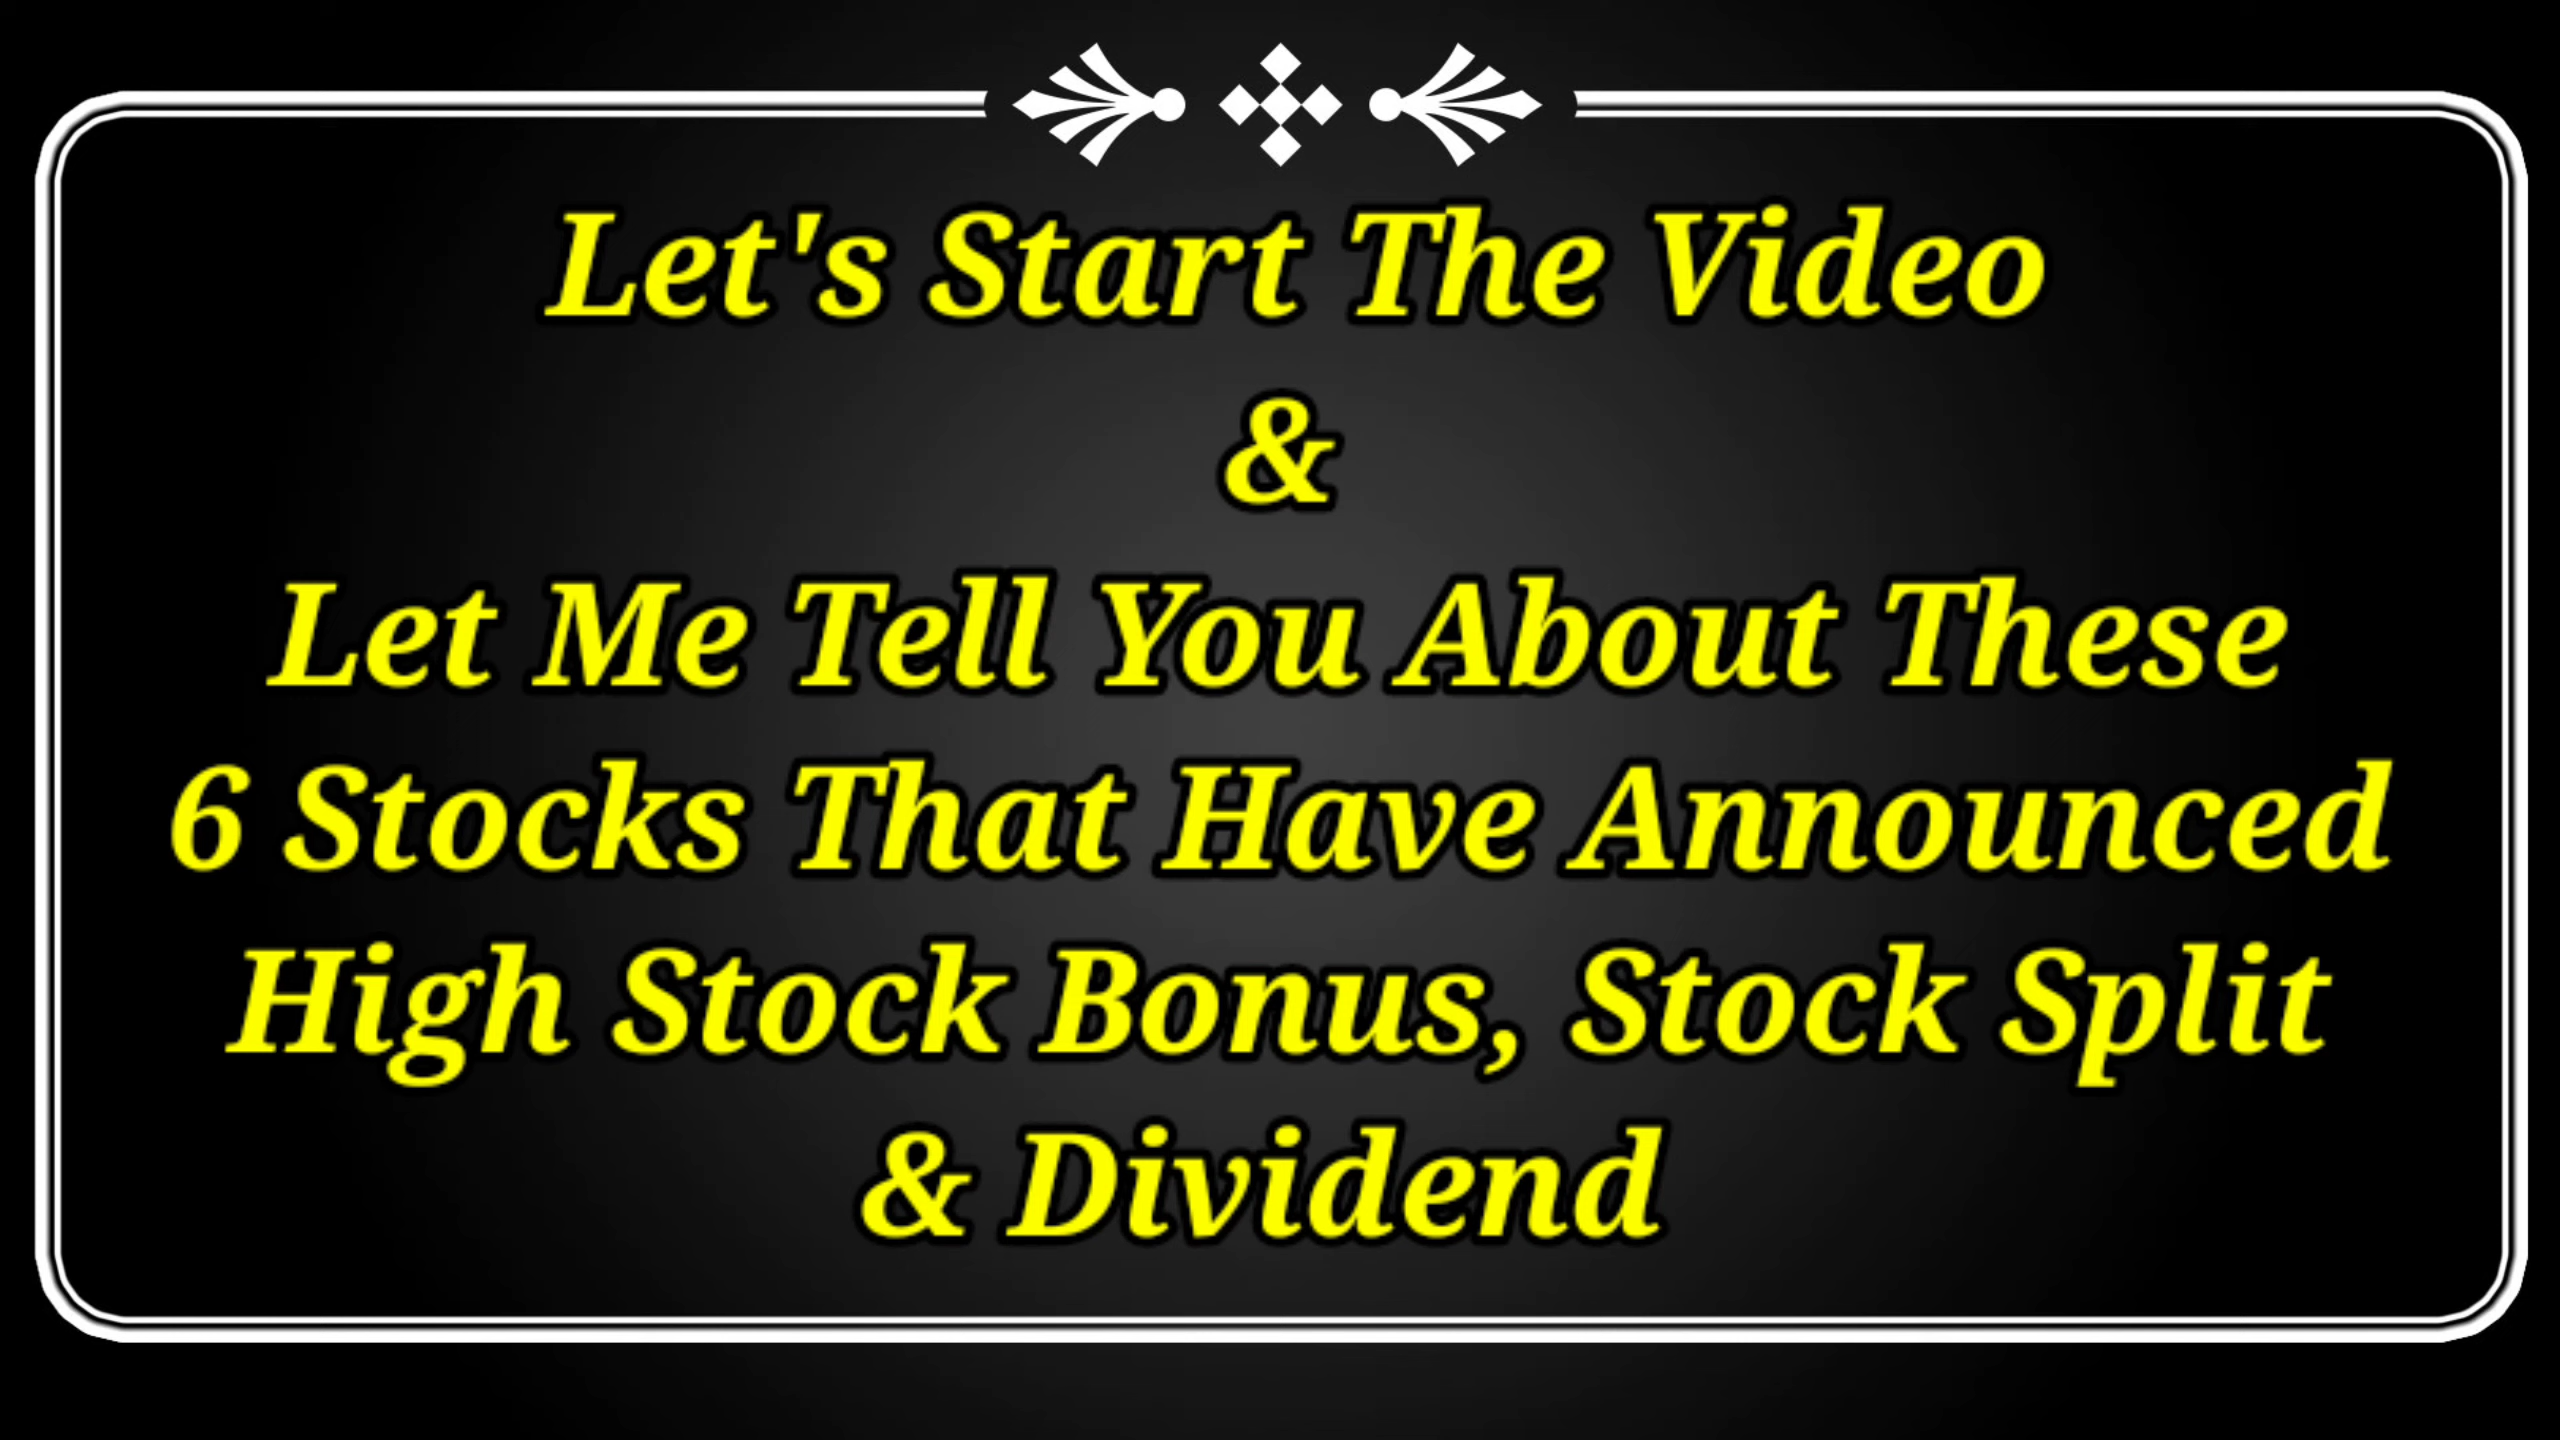 Let's Start The Video
&
Let Me Tell You About These
6 Stocks That Have Announced
High Stock Bonus, Stock Split
& Dividend